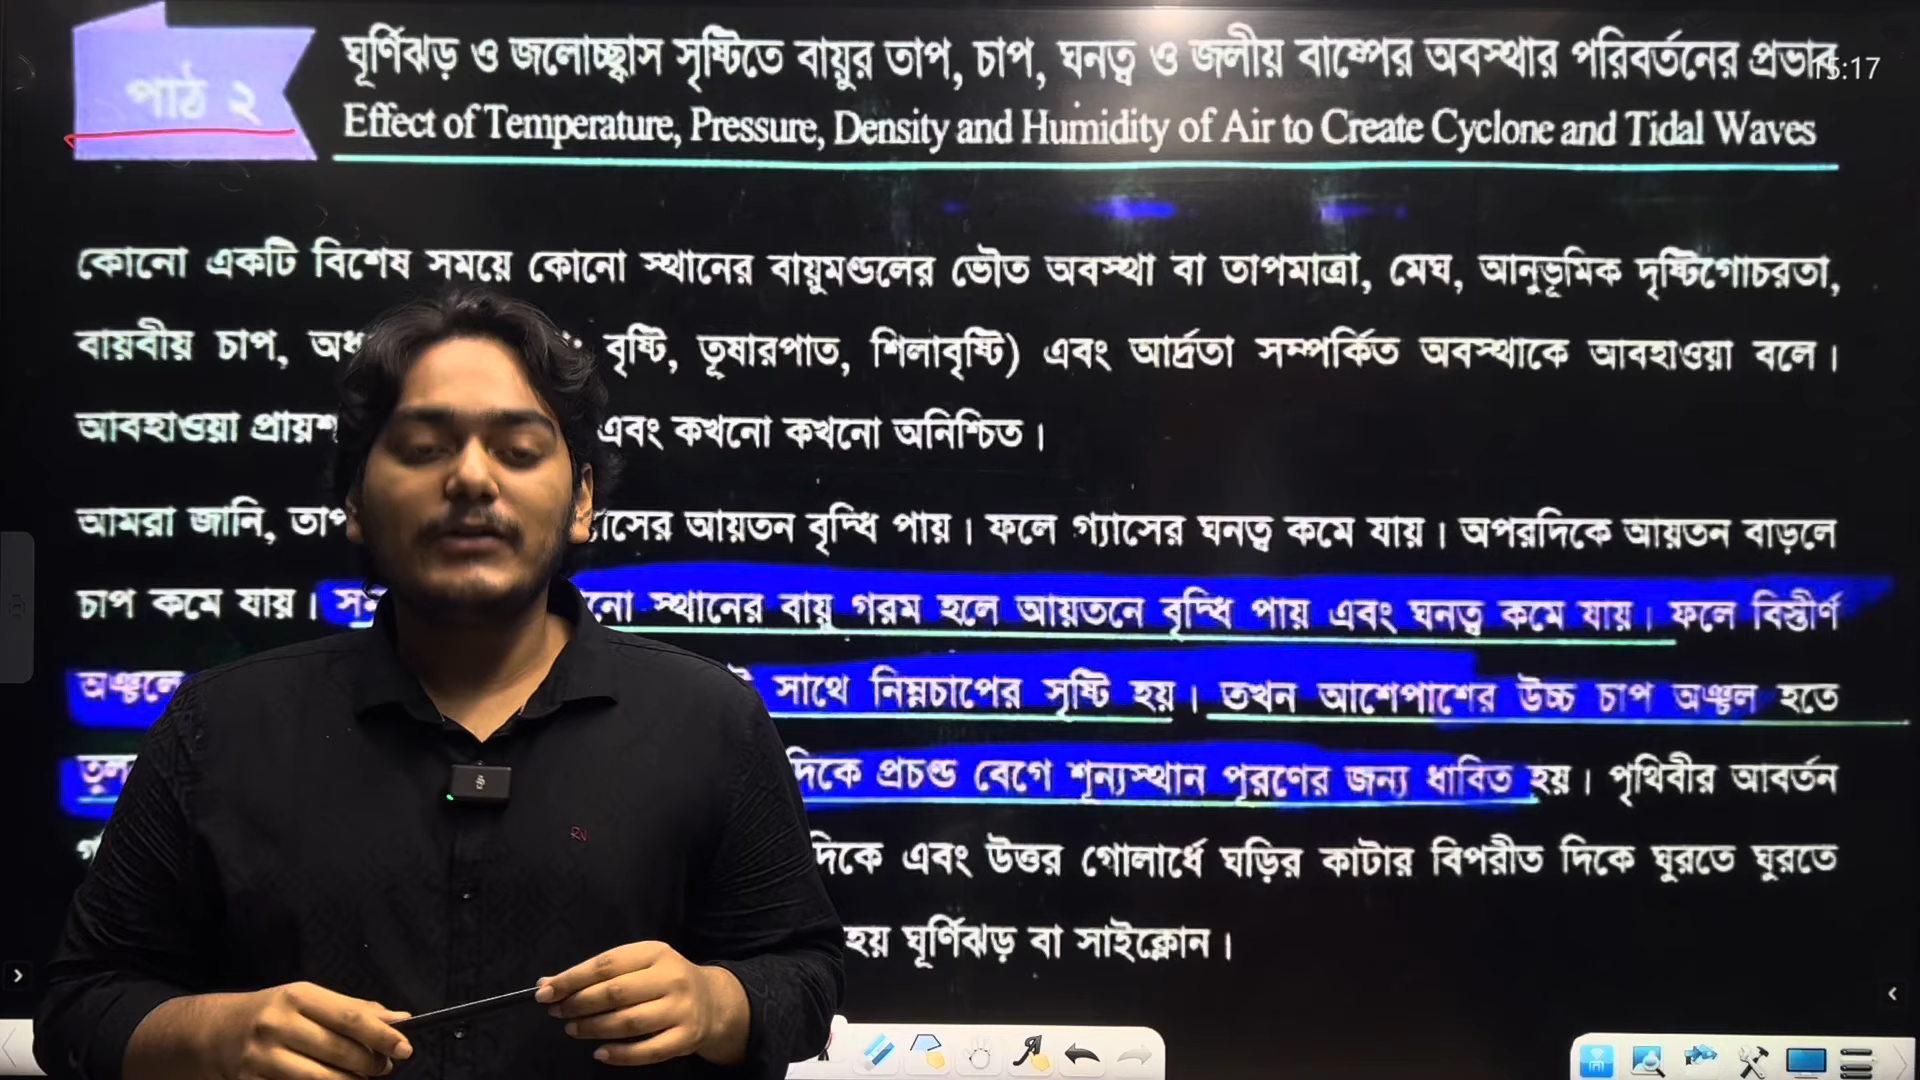 পাঠ ২
ঘূর্ণিঝড় ও জলোচ্ছ্বাস সৃষ্টিতে বায়ুর তাপ, চাপ, ঘনত্ব ও জলীয় বাষ্পের অবস্থার পরিবর্তনের প্রভাব
15:17
Effect of Temperature, Pressure, Density and Humidity of Air to Create Cyclone and Tidal Waves
কোনো একটি বিশেষ সময়ে কোনো স্থানের বায়ুমণ্ডলের ভৌত অবস্থা বা তাপমাত্রা, মেঘ, আনুভূমিক দৃষ্টিগোচরতা,
বায়বীয় চাপ, বৃষ্টি, তূষারপাত, শিলাবৃষ্টি) এবং আর্দ্রতা সম্পর্কিত অবস্থাকে আবহাওয়া বলে।
আবহাওয়া এবং কখনো কখনো অনিশ্চিত।
আমরা জানি, আয়তন বৃদ্ধি পায়। ফলে গ্যাসের ঘনত্ব কমে যায়। অপরদিকে আয়তন বাড়লে
চাপ কমে যায়। স্থানের বায়ু গরম হলে আয়তনে বৃদ্ধি পায় এবং ঘনত্ব কমে যায়। ফলে বিস্তীর্ণ
অঞ্চলে সাথে নিম্নচাপের সৃষ্টি হয়। তখন আশেপাশের উচ্চ চাপ অঞ্চল হতে
দিকে প্রচণ্ড বেগে শূন্যস্থান পূরণের জন্য ধাবিত হয়। পৃথিবীর আবর্তন
দিকে এবং উত্তর গোলার্ধে ঘড়ির কাটার বিপরীত দিকে ঘুরতে ঘুরতে
হয় ঘূর্ণিঝড় বা সাইক্লোন।